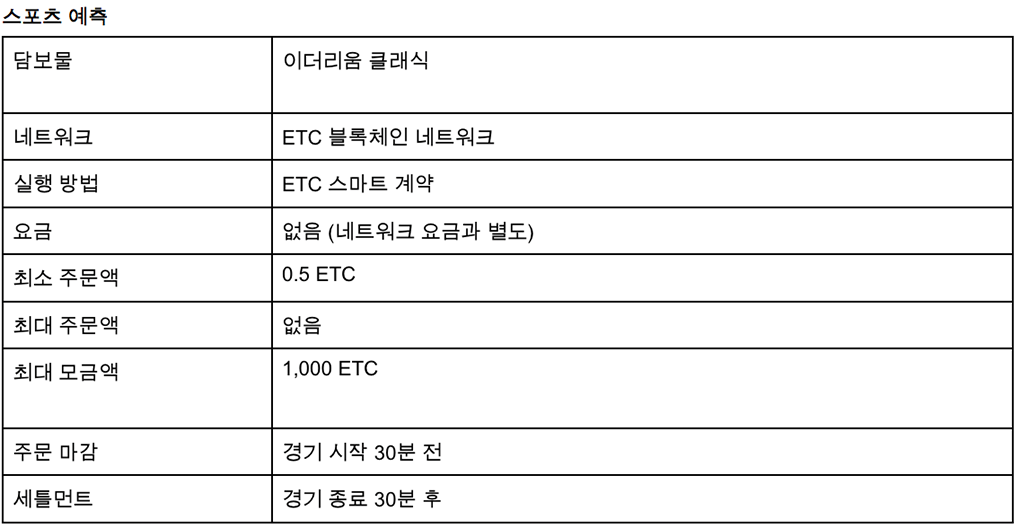 스포츠 예측
담보물 이더리움 클래식
네트워크 ETC 블록체인 네트워크
실행 방법 ETC 스마트 계약
요금 없음 (네트워크 요금과 별도)
최소 주문액 0.5 ETC
최대 주문액 없음
최대 모금액 1,000 ETC
주문 마감 경기 시작 30분 전
세틀먼트 경기 종료 30분 후